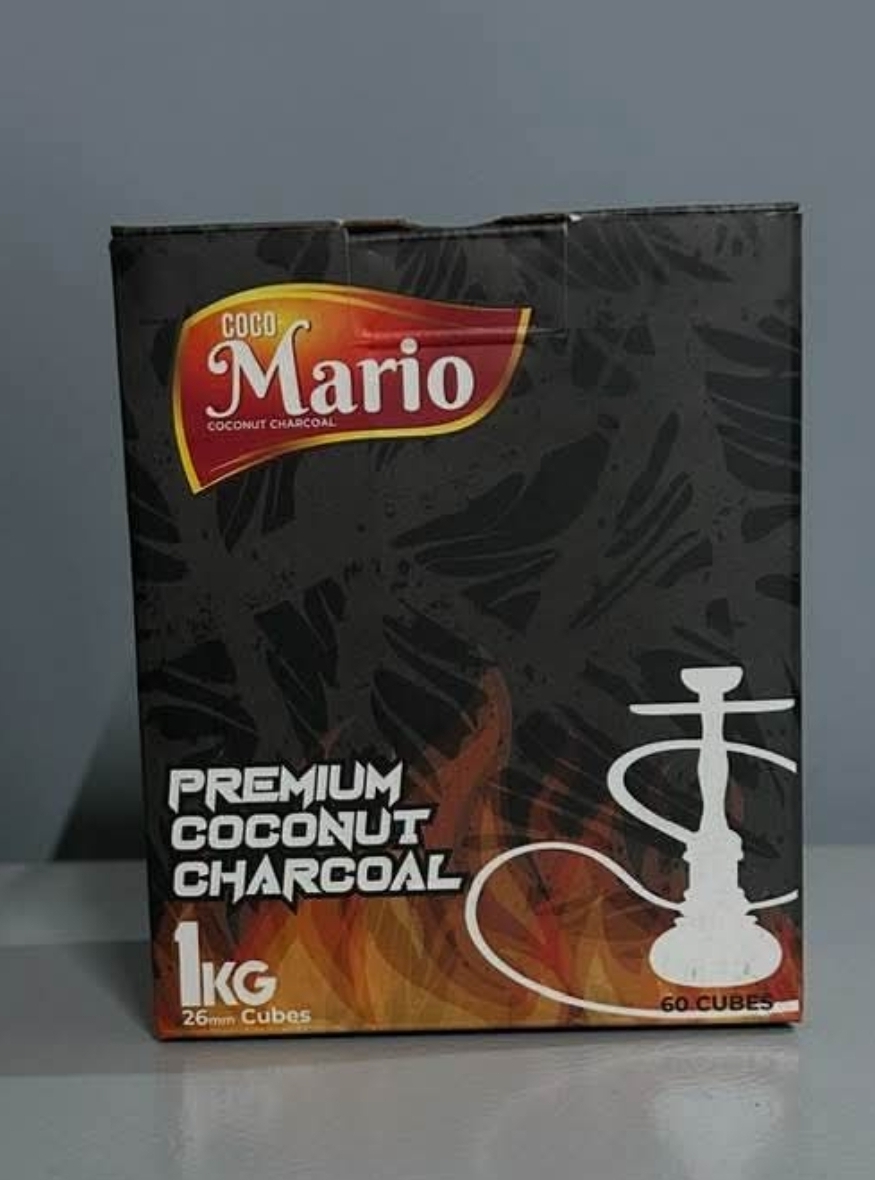 COCO
Mario
COCONUT CHARCOAL
PREMIUM
COCONUT
CHARCOAL
1KG
26mm Cubes
60 CUBES